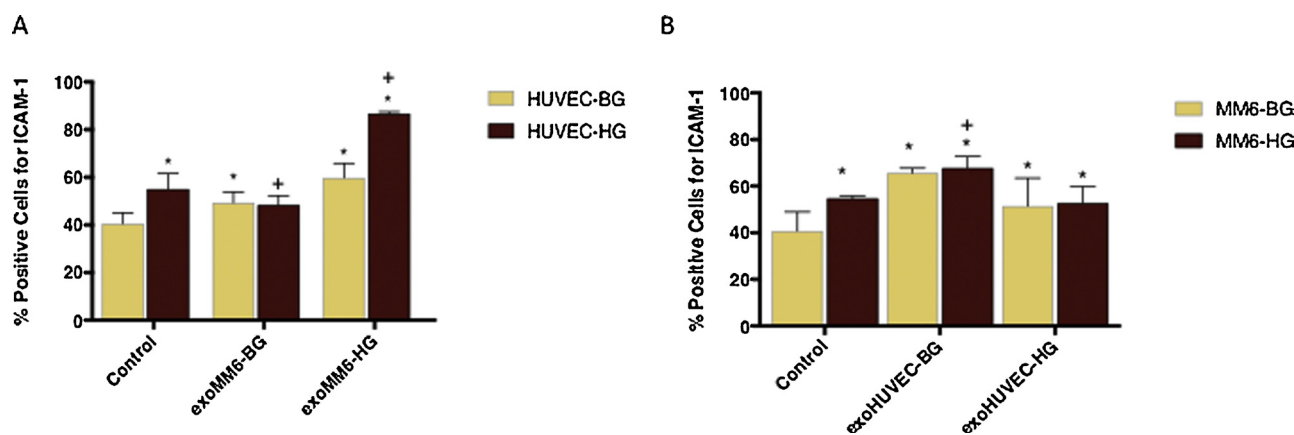 A
% Positive Cells for ICAM-1
100
80
60
40
20
0
* * + * * +
Control
exoMM6-BG
exoMM6-HG
HUVEC-BG
HUVEC-HG
B
% Positive Cells for ICAM-1
100
80
60
40
20
0
* * * + * *
Control
exoHUVEC-BG
exoHUVEC-HG
MM6-BG
MM6-HG